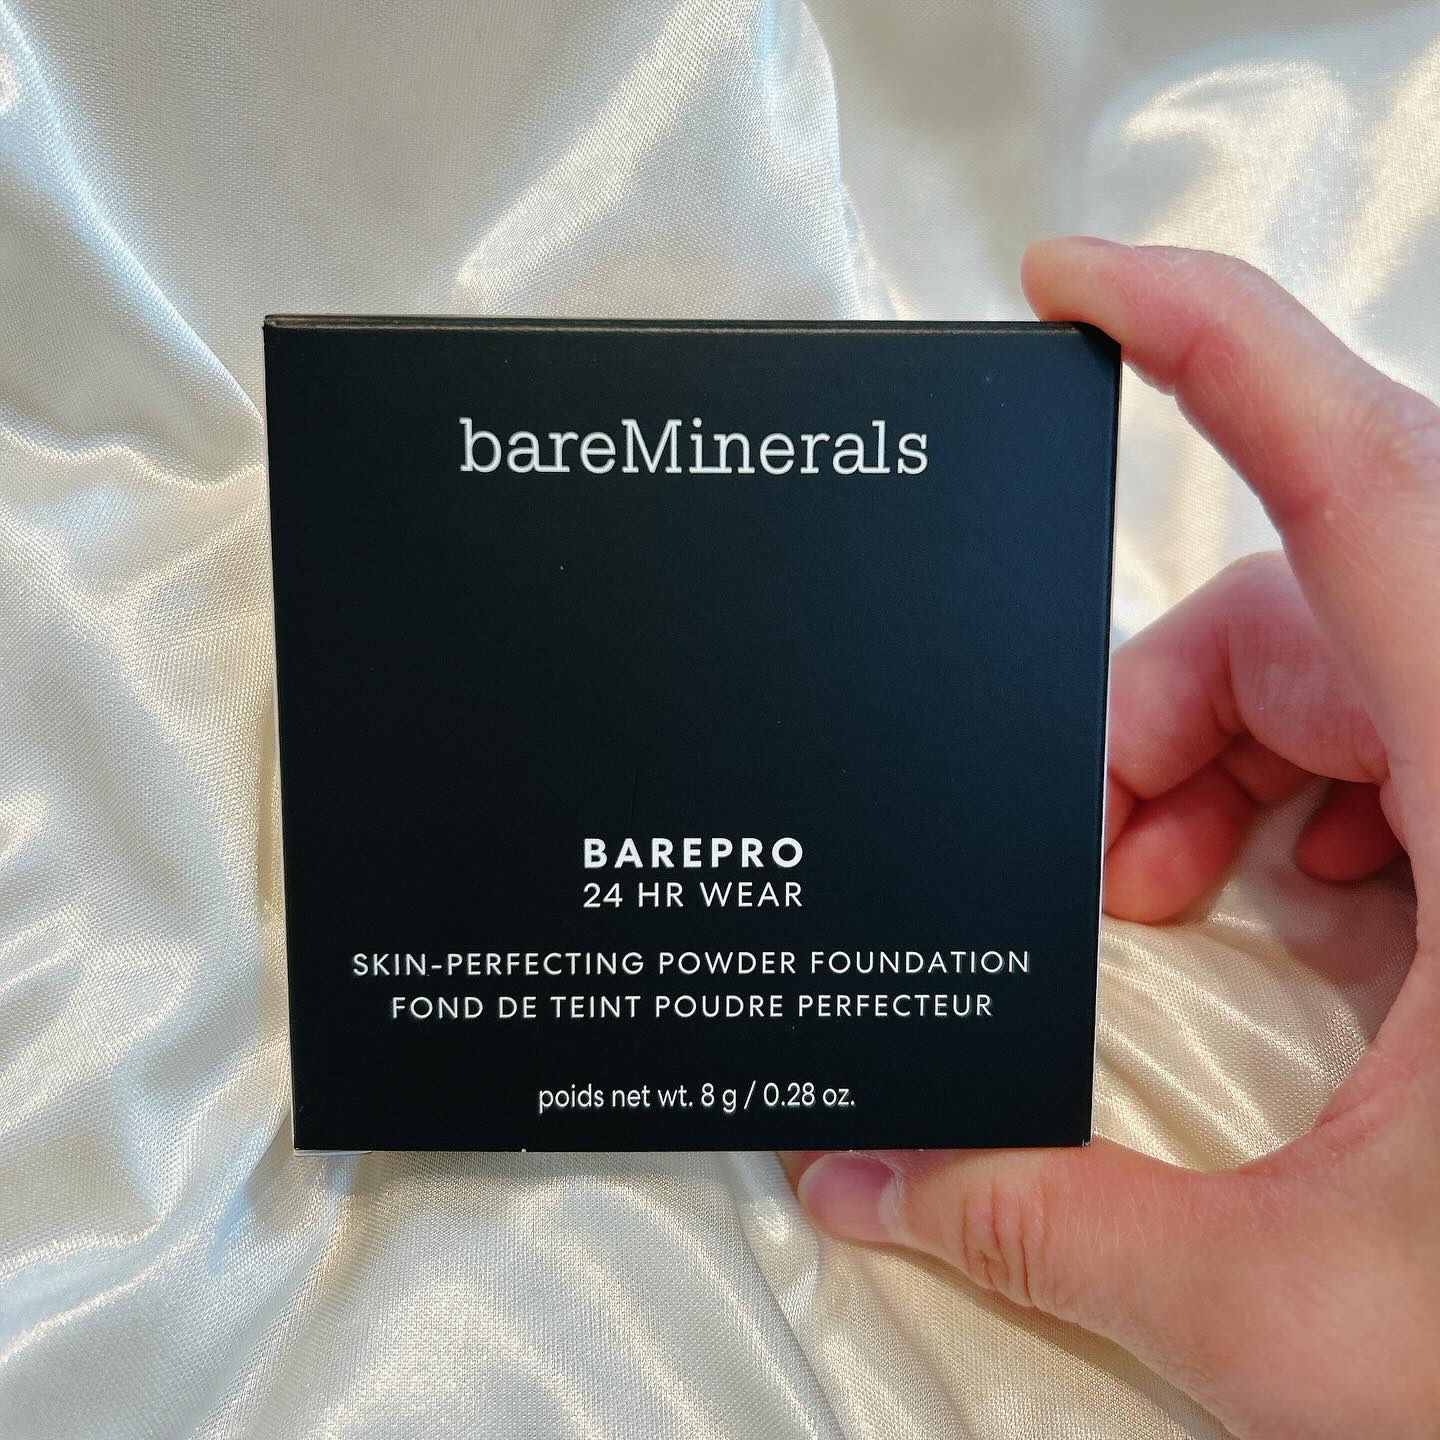 bareMinerals
BAREPRO
24 HR WEAR
SKIN-PERFECTING POWDER FOUNDATION
FOND DE TEINT POUDRE PERFECTEUR
poids net wt. 8 g / 0.28 oz.